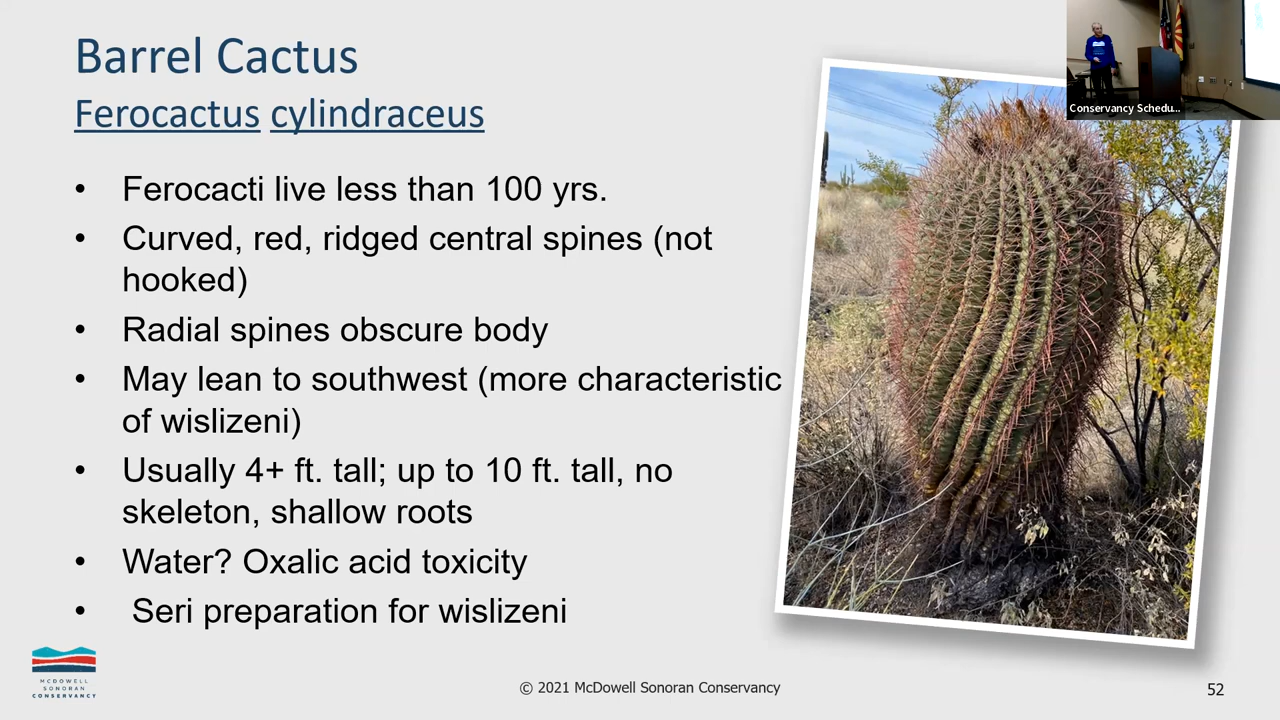 Barrel Cactus
Ferocactus cylindraceus
• Ferocacti live less than 100 yrs.
• Curved, red, ridged central spines (not
hooked)
• Radial spines obscure body
• May lean to southwest (more characteristic
of wislizeni)
• Usually 4+ ft. tall; up to 10 ft. tall, no
skeleton, shallow roots
• Water? Oxalic acid toxicity
• Seri preparation for wislizeni
Conservancy Schedu...
MCDOWELL
SONORAN
CONSERVANCY
© 2021 McDowell Sonoran Conservancy
52